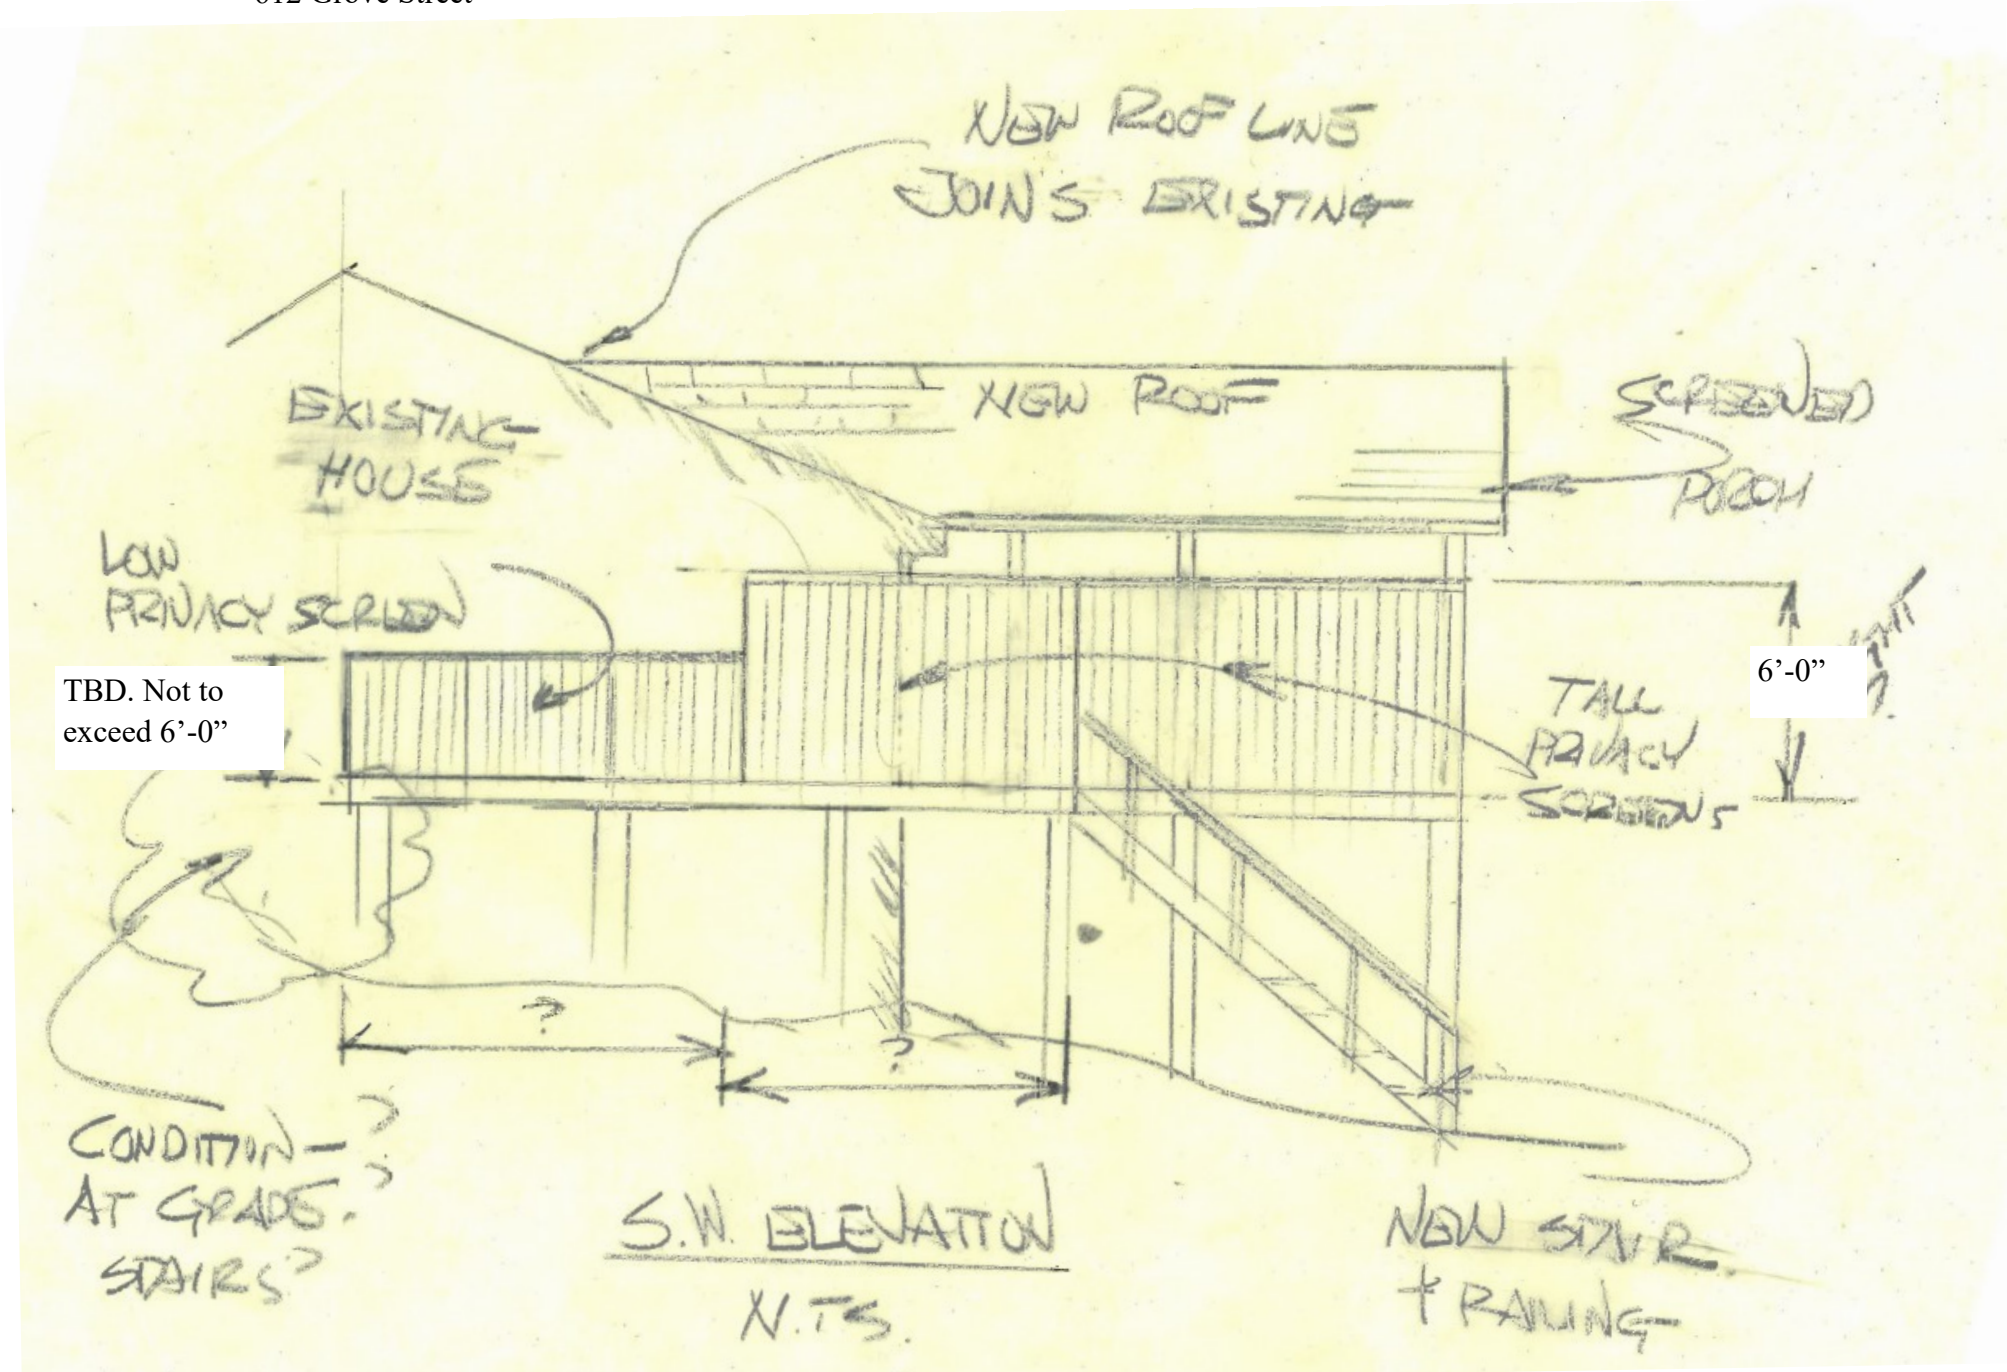 612 Grove Street
NEW ROOF LINE
JOINS EXISTING
EXISTING
HOUSE
NEW ROOF
SCREENED
PORCH
LOW
PRIVACY SCREEN
TBD. Not to
exceed 6’-0”
6’-0”
TALL
PRIVACY
SCREENS
?
?
CONDITION ?
AT GRADE. ?
STAIRS?
S.W. ELEVATION
N.T.S.
NEW STAIR
+ RAILING